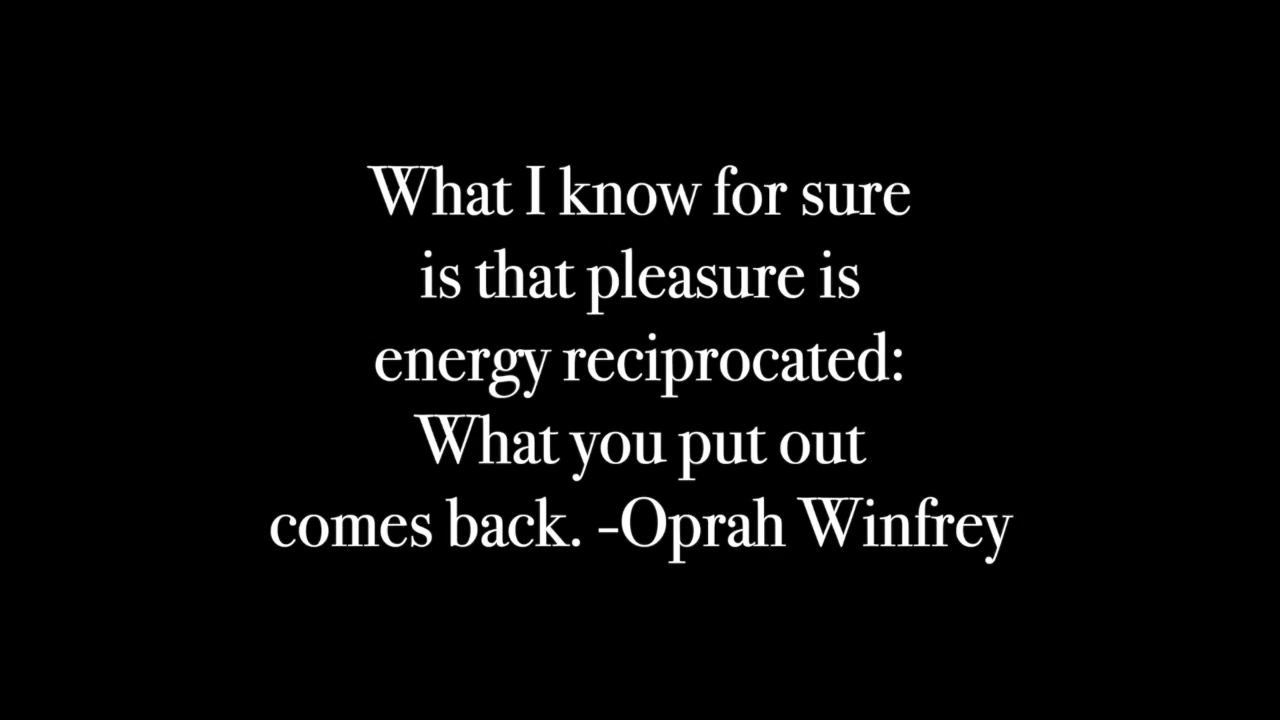 What I know for sure
is that pleasure is
energy reciprocated:
What you put out
comes back. -Oprah Winfrey